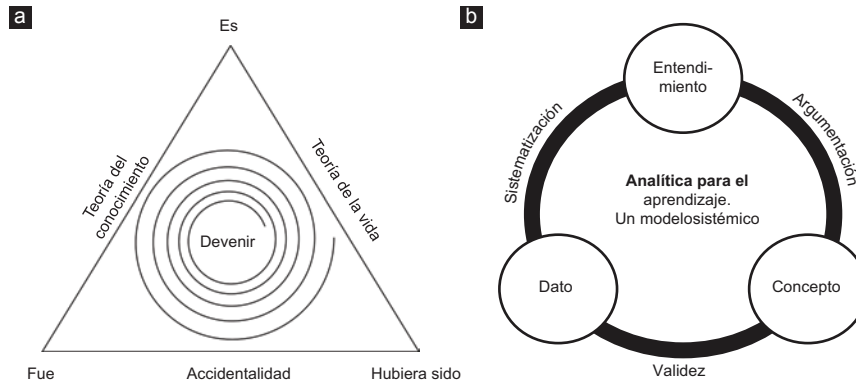 a
Es
Teoría del
conocimiento
Teoría de la vida
Devenir
Fue
Accidentalidad
Hubiera sido
b
Entendi-
miento
Sistematización
Argumentación
Analítica para el
aprendizaje.
Un modelosistémico
Dato
Concepto
Validez